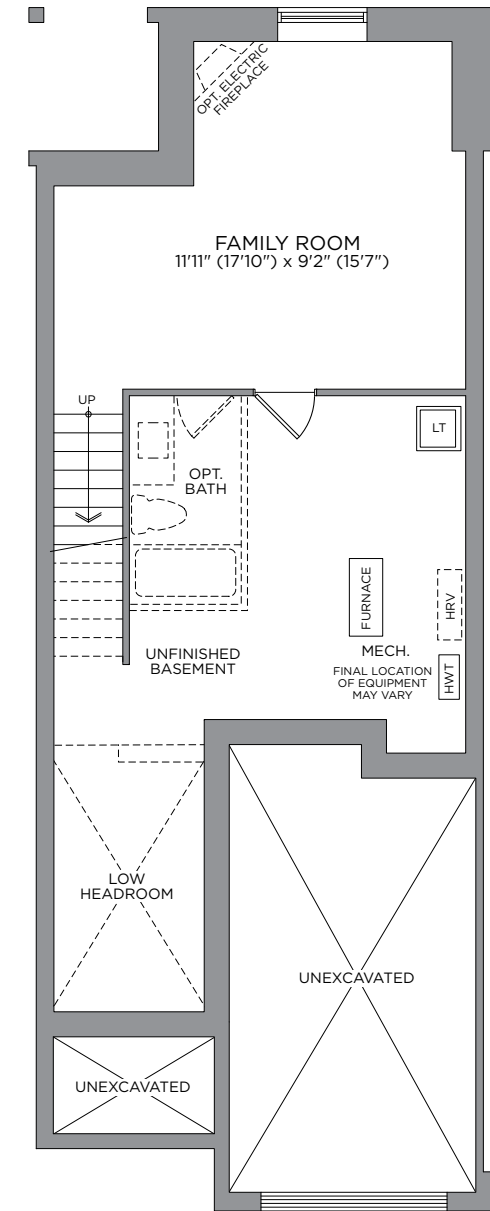 OPT. ELECTRIC
FIREPLACE
FAMILY ROOM
11'11" (17'10") x 9'2" (15'7")
UP
LT
OPT.
BATH
FURNACE
HRV
UNFINISHED
BASEMENT
MECH.
FINAL LOCATION
OF EQUIPMENT
MAY VARY
HWT
LOW
HEADROOM
UNEXCAVATED
UNEXCAVATED